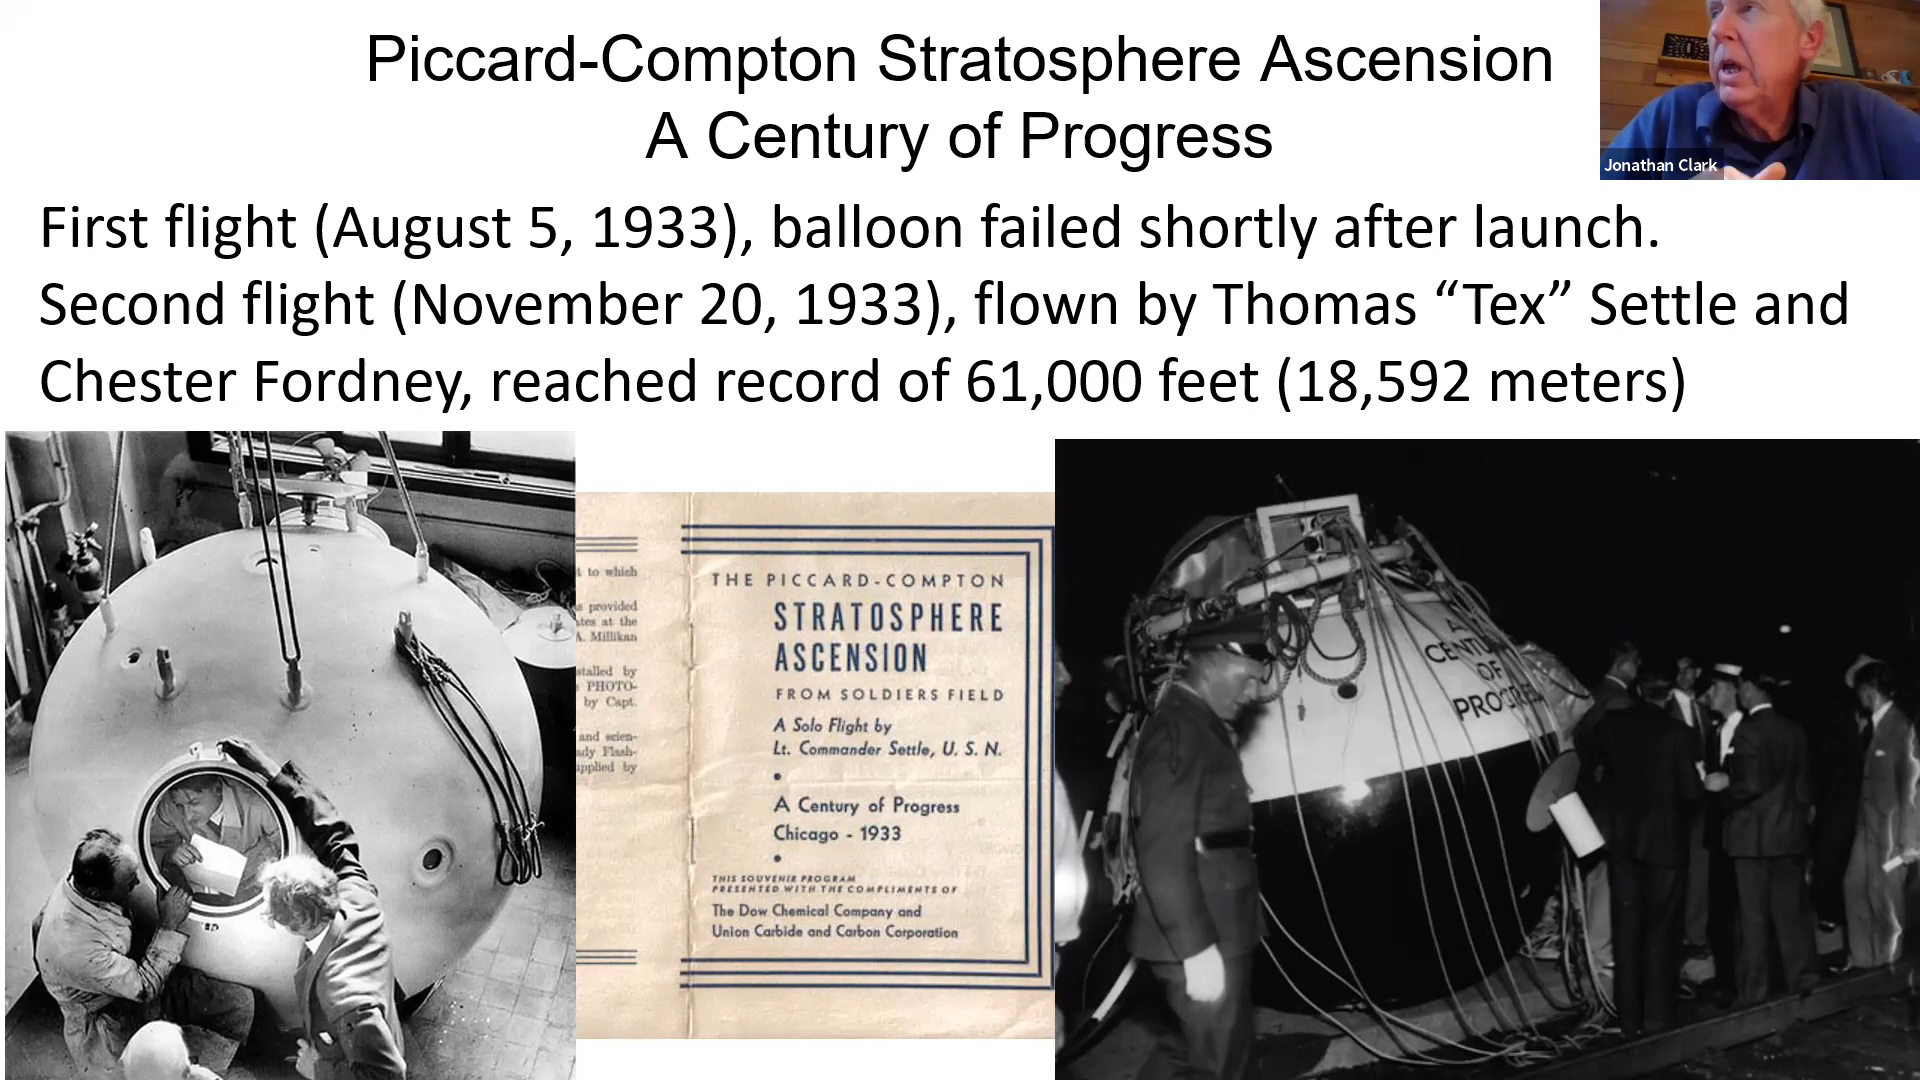 Piccard-Compton Stratosphere Ascension
A Century of Progress
Jonathan Clark
First flight (August 5, 1933), balloon failed shortly after launch.
Second flight (November 20, 1933), flown by Thomas “Tex” Settle and
Chester Fordney, reached record of 61,000 feet (18,592 meters)
to which
provided
at the
A. Millikan
by
PHOTO-
by Capt.
and scien-
Flash-
by
THE PICCARD-COMPTON
STRATOSPHERE
ASCENSION
FROM SOLDIERS FIELD
A Solo Flight by
Lt. Commander Settle, U. S. N.
•
A Century of Progress
Chicago - 1933
•
THIS SOUVENIR PROGRAM
PRESENTED WITH THE COMPLIMENTS OF
The Dow Chemical Company and
Union Carbide and Carbon Corporation
A
CENTURY
OF
PROGRESS